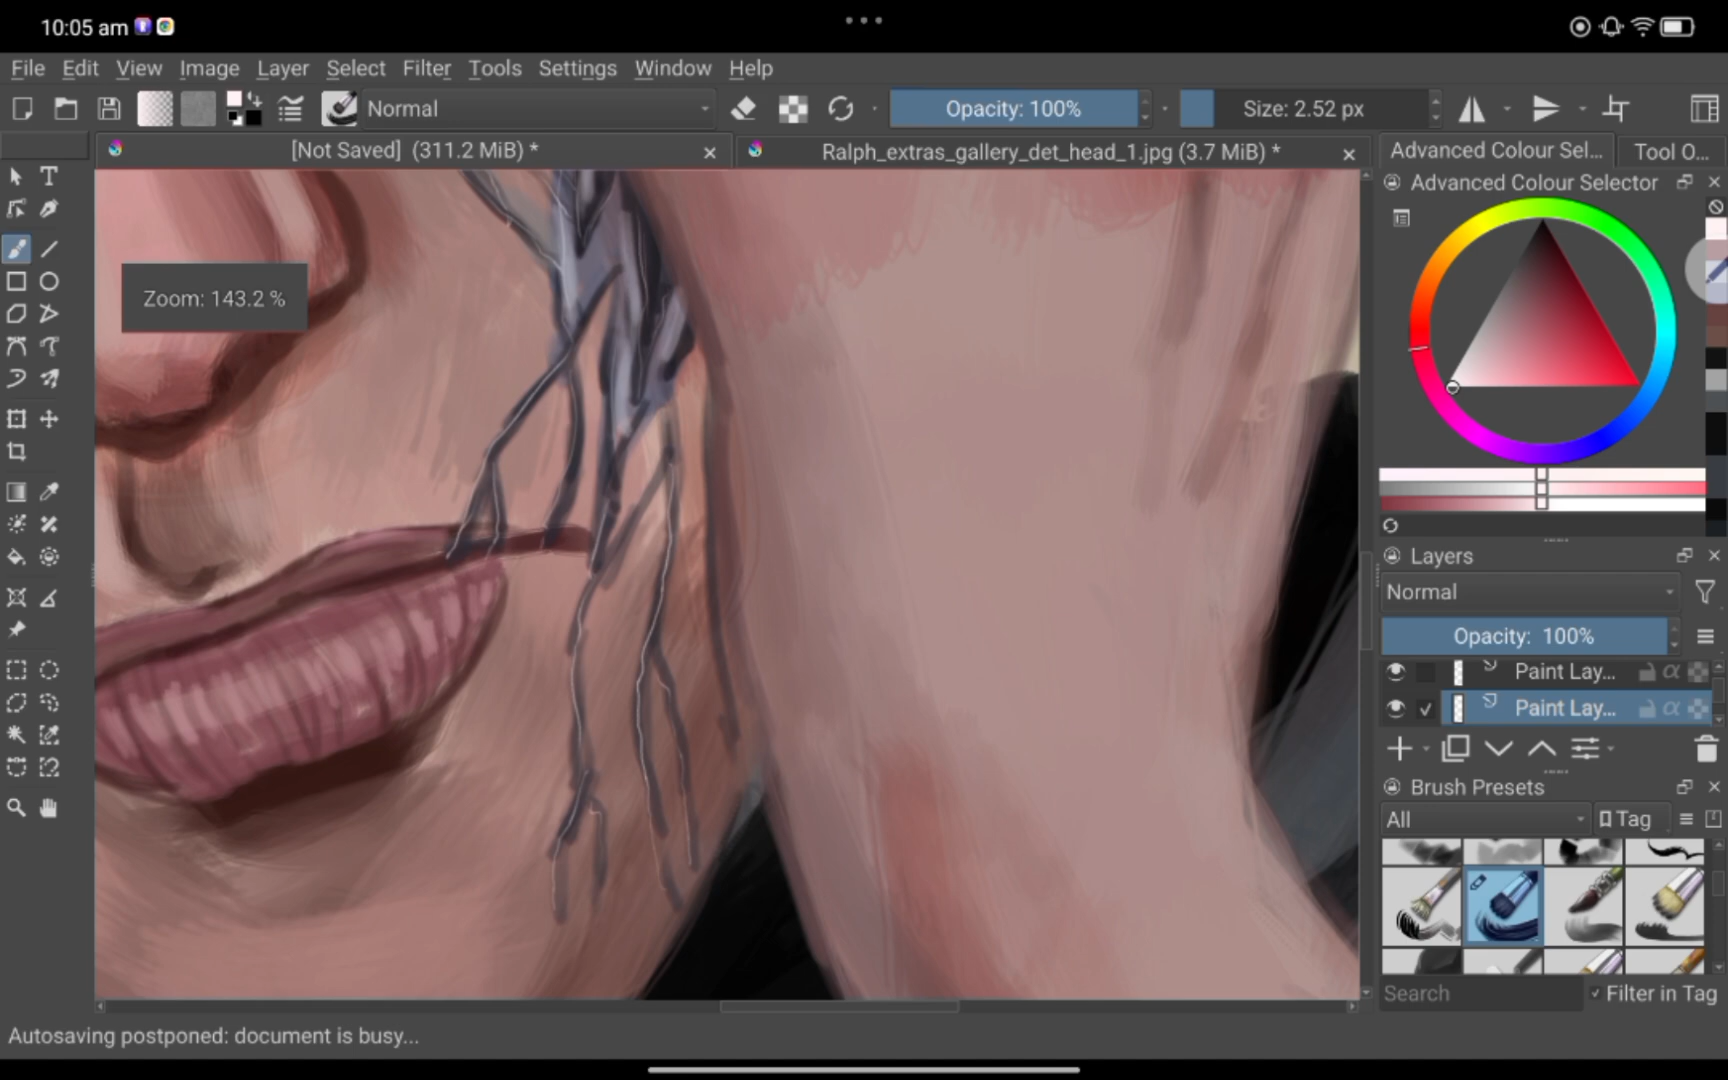 10:05 am
File Edit View Image Layer Select Filter Tools Settings Window Help
Normal Opacity: 100% Size: 2.52 px
[Not Saved] (311.2 MiB) * Ralph_extras_gallery_det_head_1.jpg (3.7 MiB) * Advanced Colour Sel... Tool O...
Advanced Colour Selector
Zoom: 143.2 %
Layers
Normal
Opacity: 100%
Paint Lay...
Paint Lay...
Brush Presets
All Tag
Search Filter in Tag
Autosaving postponed: document is busy...